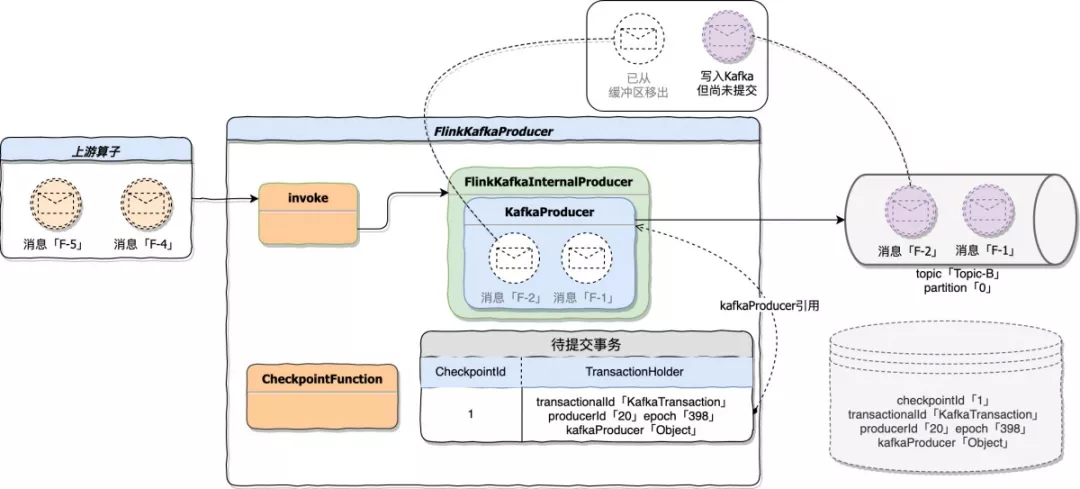 已从
缓冲区移出
写入Kafka
但尚未提交
FlinkKafkaProducer
上游算子
消息「F-5」
消息「F-4」
invoke
FlinkKafkaInternalProducer
KafkaProducer
消息「F-2」
消息「F-1」
消息「F-2」
消息「F-1」
topic「Topic-B」
partition「0」
kafkaProducer引用
CheckpointFunction
待提交事务
CheckpointId
TransactionHolder
1
transactionalId「KafkaTransaction」
producerId「20」epoch「398」
kafkaProducer「Object」
checkpointId「1」
transactionalId「KafkaTransaction」
producerId「20」epoch「398」
kafkaProducer「Object」